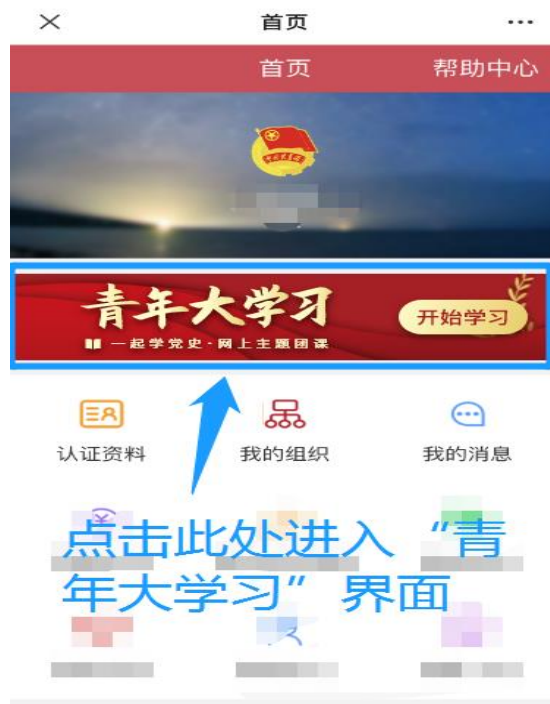 首页
首页 帮助中心
青年大学习
一起学党史·网上主题团课
开始学习
认证资料 我的组织 我的消息
点击此处进入“青
年大学习”界面